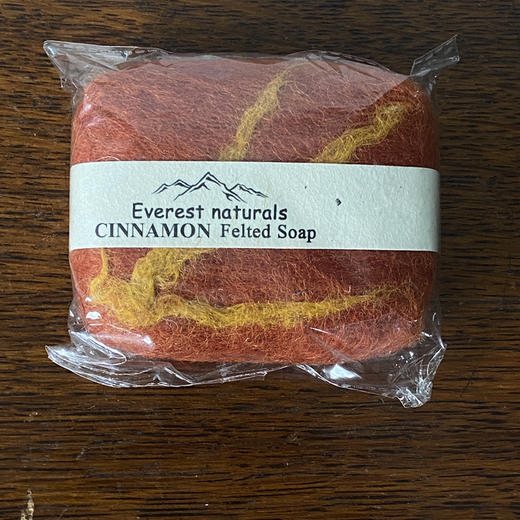 Everest naturals
CINNAMON Felted Soap